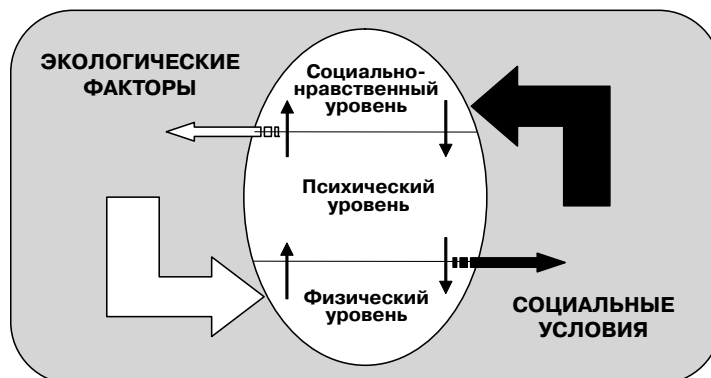 ЭКОЛОГИЧЕСКИЕ
ФАКТОРЫ
Социально-
нравственный
уровень
Психический
уровень
Физический
уровень
СОЦИАЛЬНЫЕ
УСЛОВИЯ